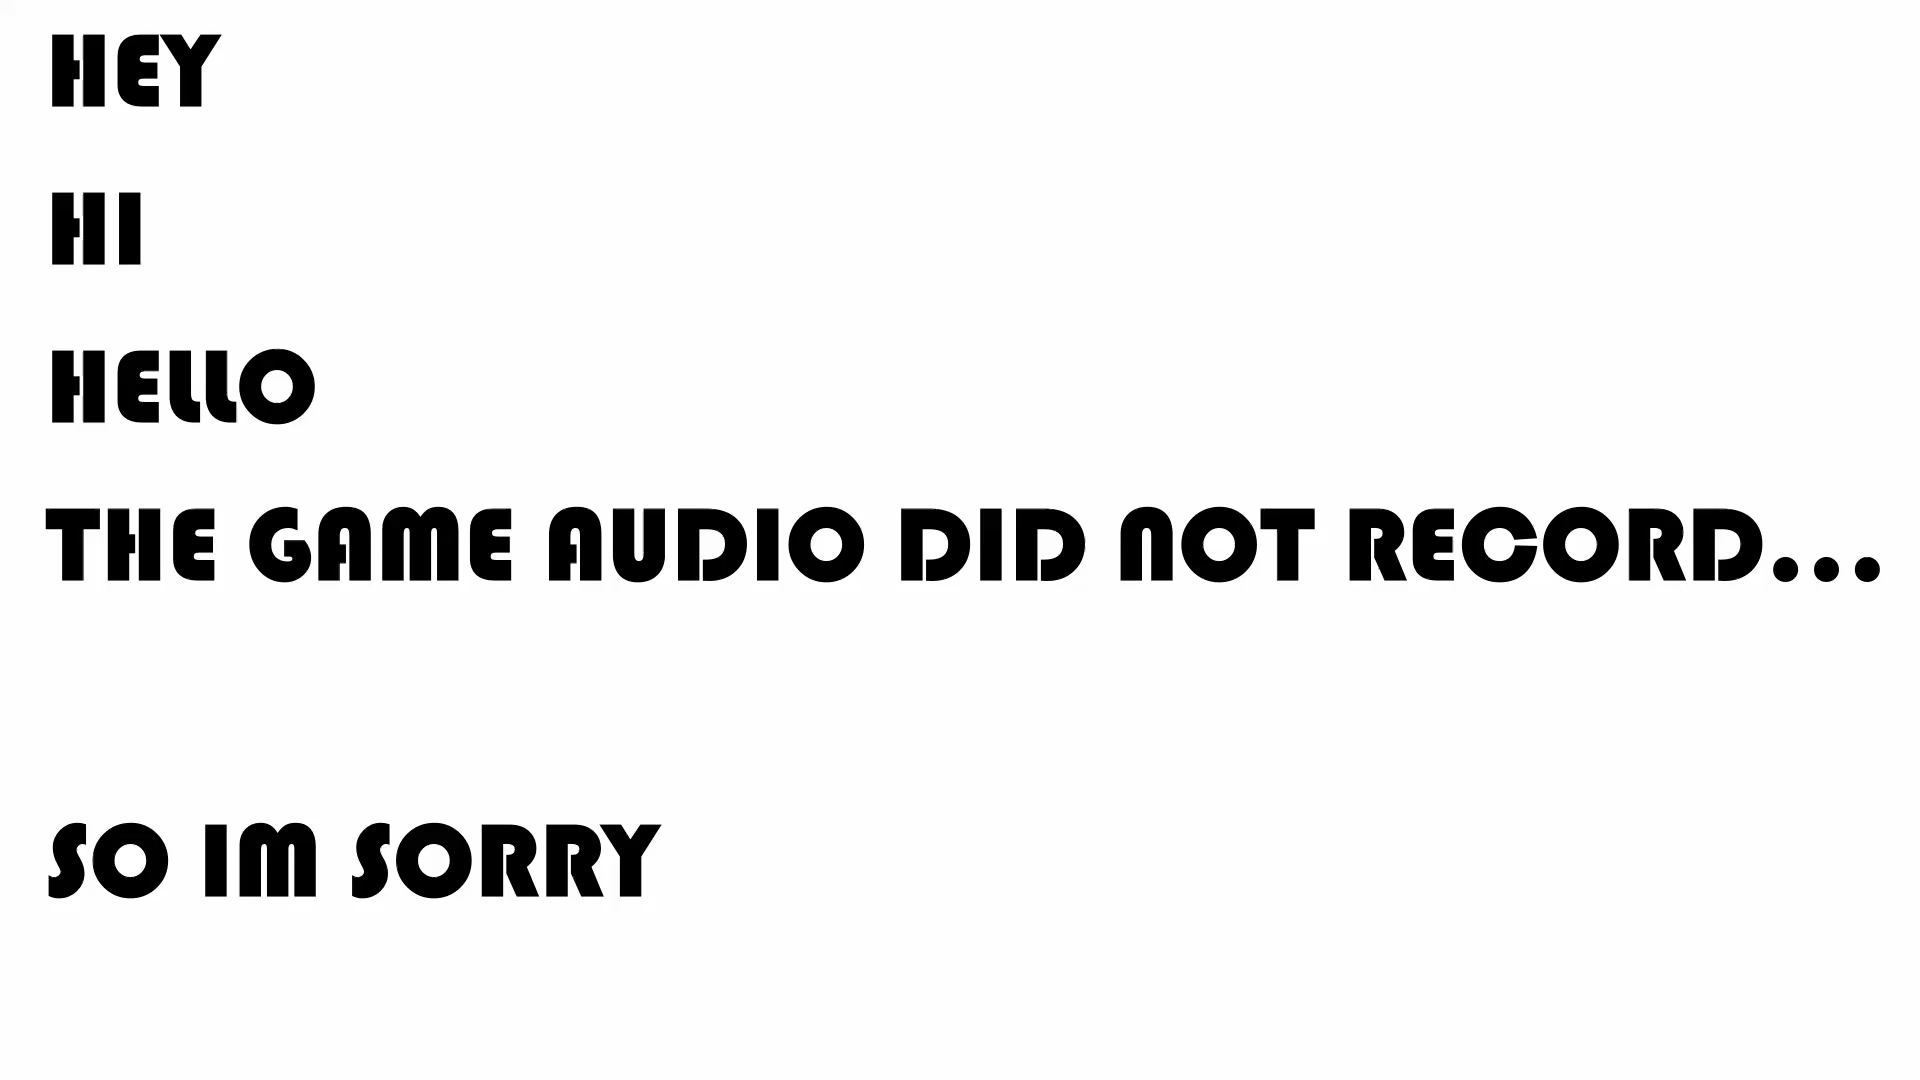 HEY
HI
HELLO
THE GAME AUDIO DID NOT RECORD...
SO IM SORRY